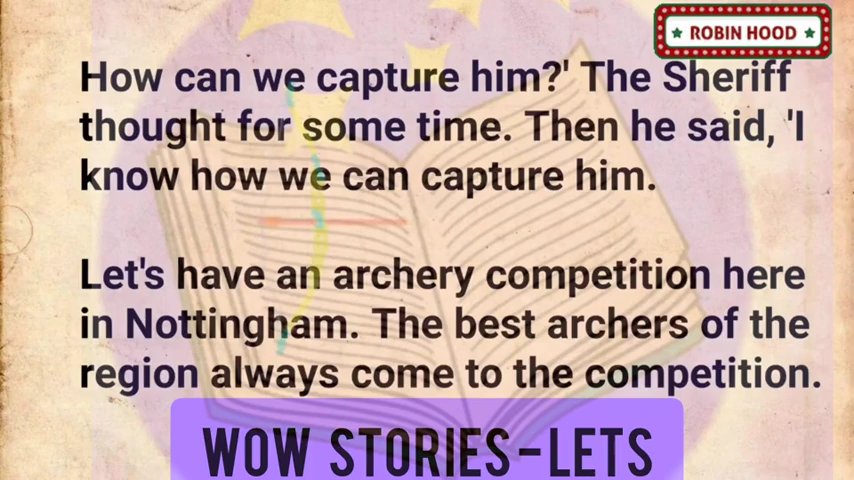 ROBIN HOOD
How can we capture him?' The Sheriff
thought for some time. Then he said, 'I
know how we can capture him.
Let's have an archery competition here
in Nottingham. The best archers of the
region always come to the competition.
WOW STORIES-LETS